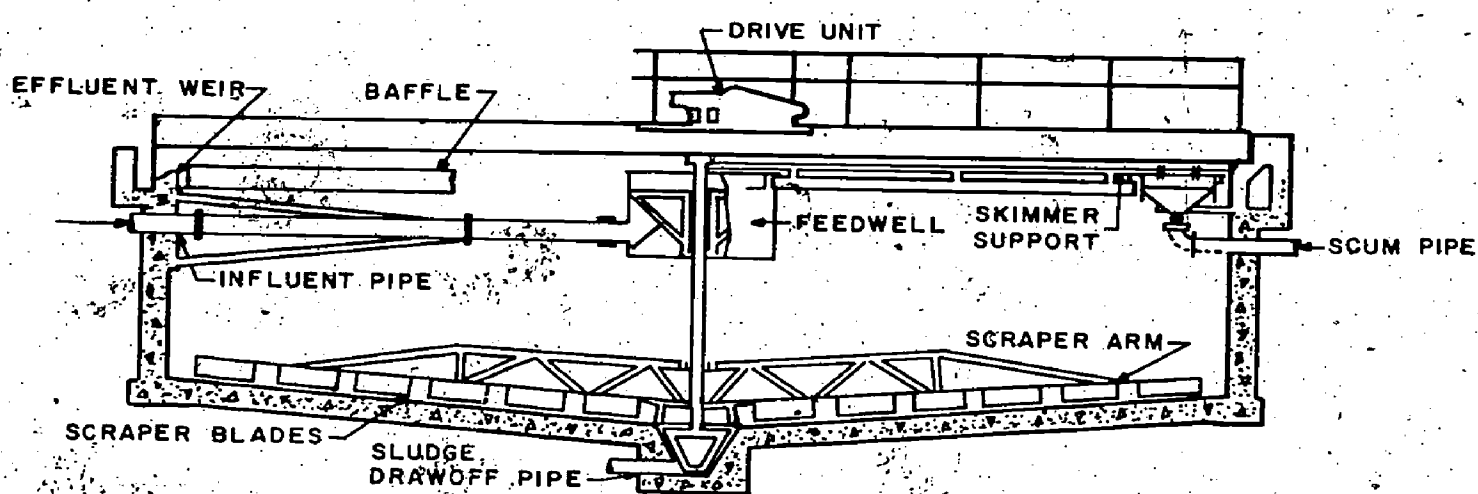 DRIVE UNIT
EFFLUENT WEIR
BAFFLE
FEEDWELL
SKIMMER
SUPPORT
SCUM PIPE
INFLUENT PIPE
SCRAPER ARM
SCRAPER BLADES
SLUDGE
DRAWOFF PIPE